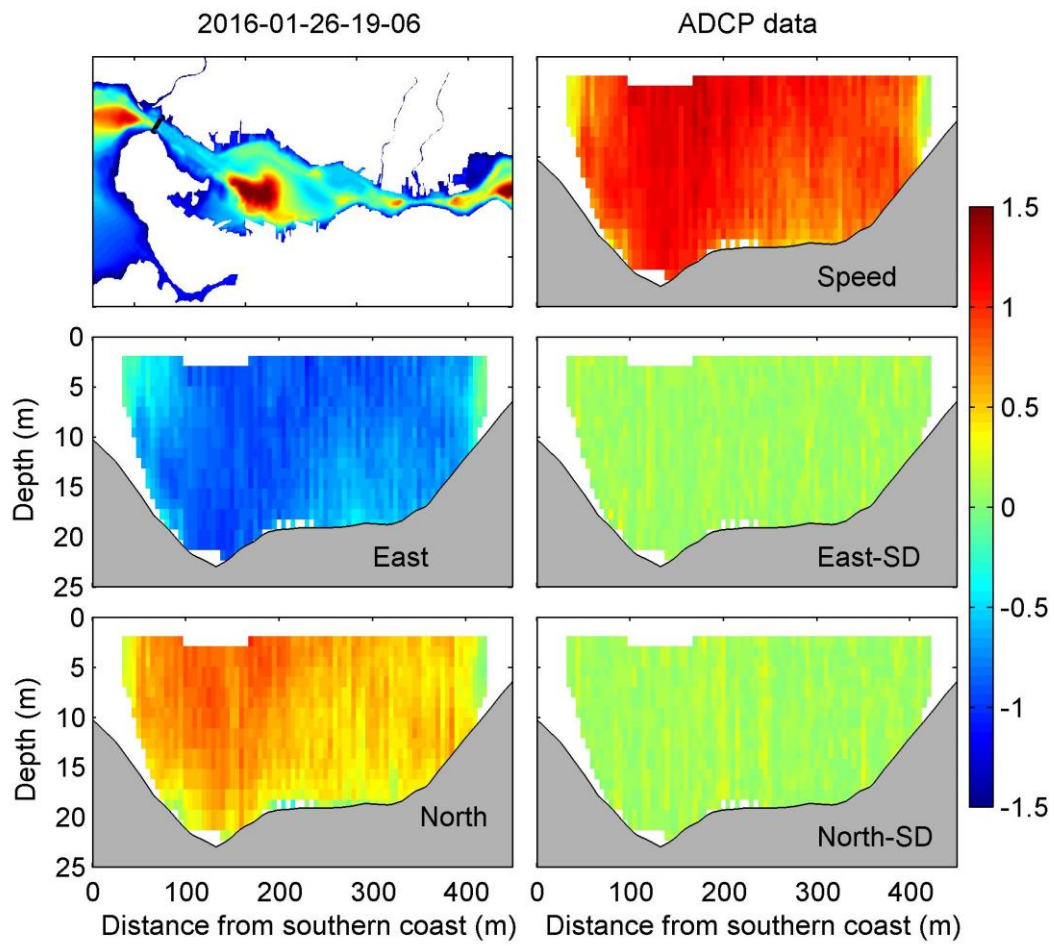 2016-01-26-19-06
ADCP data
Speed
1.5
1
0.5
0
-0.5
-1
-1.5
0
5
10
15
20
25
Depth (m)
East
East-SD
0
5
10
15
20
25
Depth (m)
North
North-SD
0 100 200 300 400
0 100 200 300 400
Distance from southern coast (m)
Distance from southern coast (m)